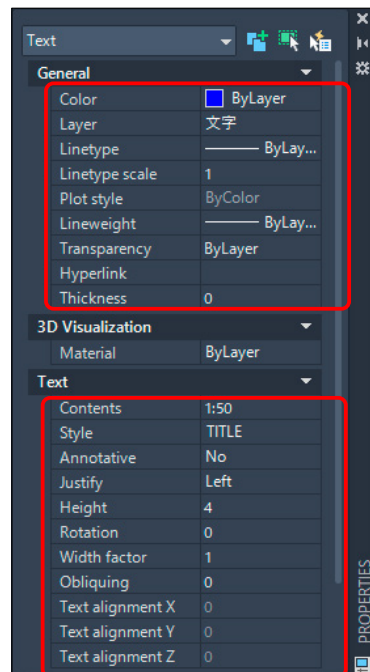 Text
General
Color ByLayer
Layer 文字
Linetype ByLay...
Linetype scale 1
Plot style ByColor
Lineweight ByLay...
Transparency ByLayer
Hyperlink
Thickness 0
3D Visualization
Material ByLayer
Text
Contents 1:50
Style TITLE
Annotative No
Justify Left
Height 4
Rotation 0
Width factor 1
Obliquing 0
Text alignment X 0
Text alignment Y 0
Text alignment Z 0
PROPERTIES